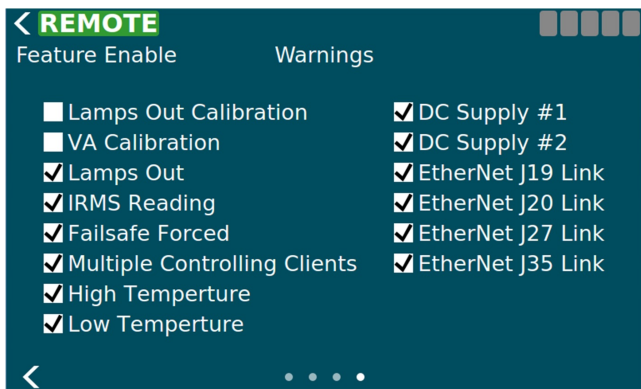 REMOTE
Feature Enable Warnings
Lamps Out Calibration
VA Calibration
Lamps Out
IRMS Reading
Failsafe Forced
Multiple Controlling Clients
High Temperture
Low Temperture
DC Supply #1
DC Supply #2
EtherNet J19 Link
EtherNet J20 Link
EtherNet J27 Link
EtherNet J35 Link